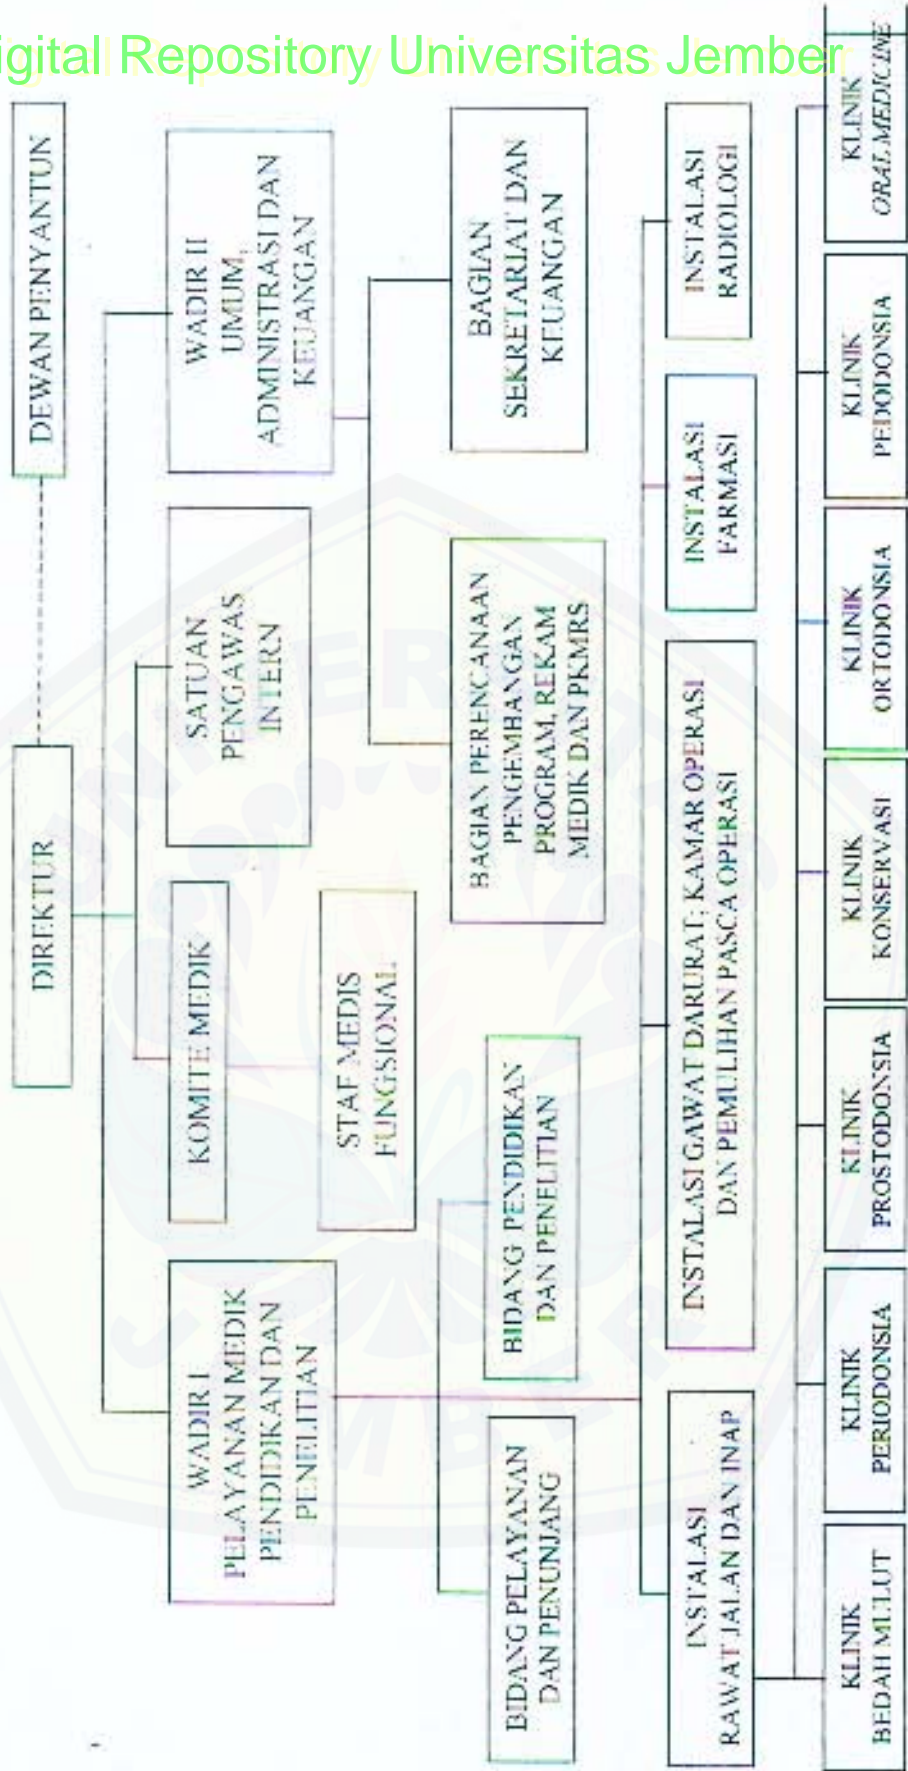 Digital Repository Universitas Jember
DIREKTUR
DEWAN PENYANTUN
WADIR I
PELAYANAN MEDIK
PENDIDIKAN DAN
PENELITIAN
KOMITE MEDIK
SATUAN
PENGAWAS
INTERN
WADIR II
UMUM,
ADMINISTRASI DAN
KEUANGAN
STAF MEDIS
FUNGSIONAL
BIDANG PELAYANAN
DAN PENUNJANG
BIDANG PENDIDIKAN
DAN PENELITIAN
BAGIAN PERENCANAAN
PENGEMBANGAN
PROGRAM, REKAM
MEDIK DAN PKMRS
BAGIAN
SEKRETARIAT DAN
KEUANGAN
INSTALASI
RAWAT JALAN DAN INAP
INSTALASI GAWAT DARURAT; KAMAR OPERASI
DAN PEMULIHAN PASCA OPERASI
INSTALASI
FARMASI
INSTALASI
RADIOLOGI
KLINIK
BEDAH MULUT
KLINIK
PERIODONSIA
KLINIK
PROSTODONSIA
KLINIK
KONSERVASI
KLINIK
ORTODONSIA
KLINIK
PEDODONSIA
KLINIK
ORAL MEDICINE
UNIVERSITAS
JEMBER